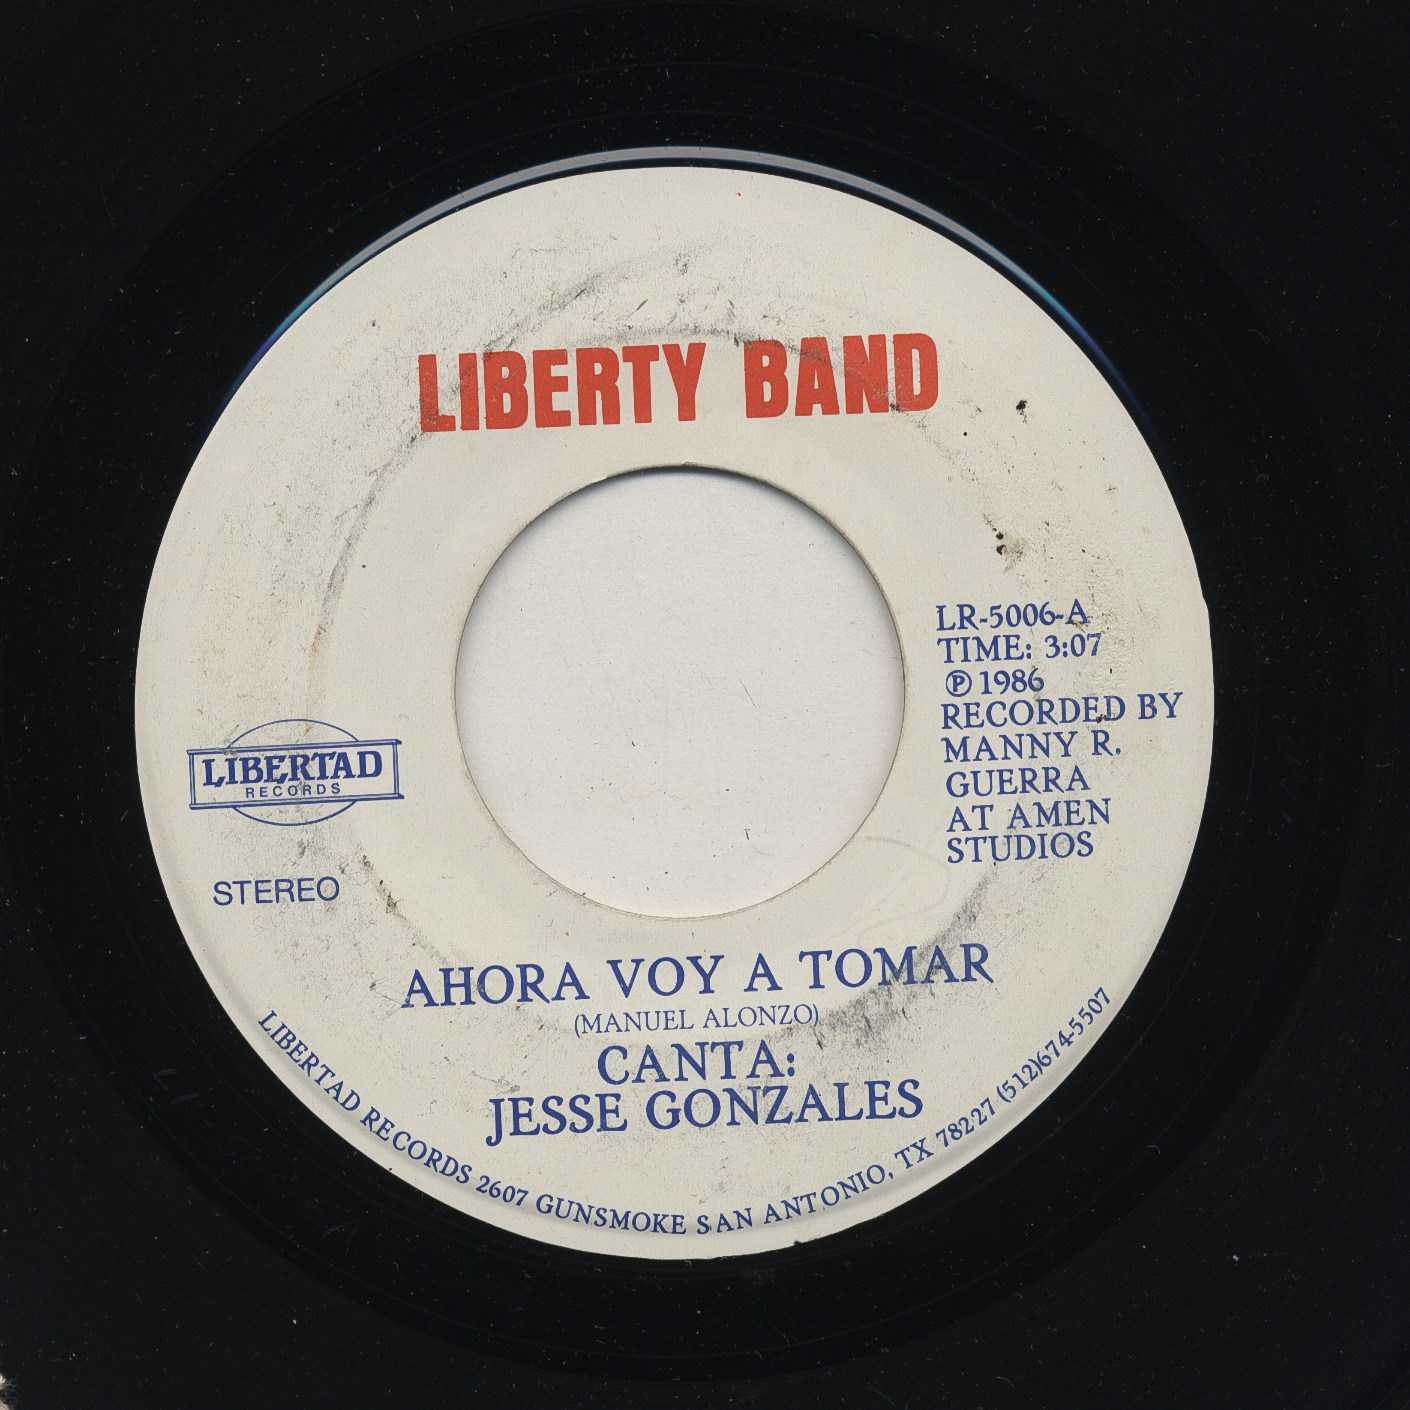 LIBERTY BAND
LR-5006-A
TIME: 3:07
℗ 1986
RECORDED BY
MANNY R.
GUERRA
AT AMEN
STUDIOS
LIBERTAD
RECORDS
STEREO
AHORA VOY A TOMAR
(MANUEL ALONZO)
CANTA:
JESSE GONZALES
LIBERTAD RECORDS 2607 GUNSMOKE SAN ANTONIO, TX 78227 (512)674-5507